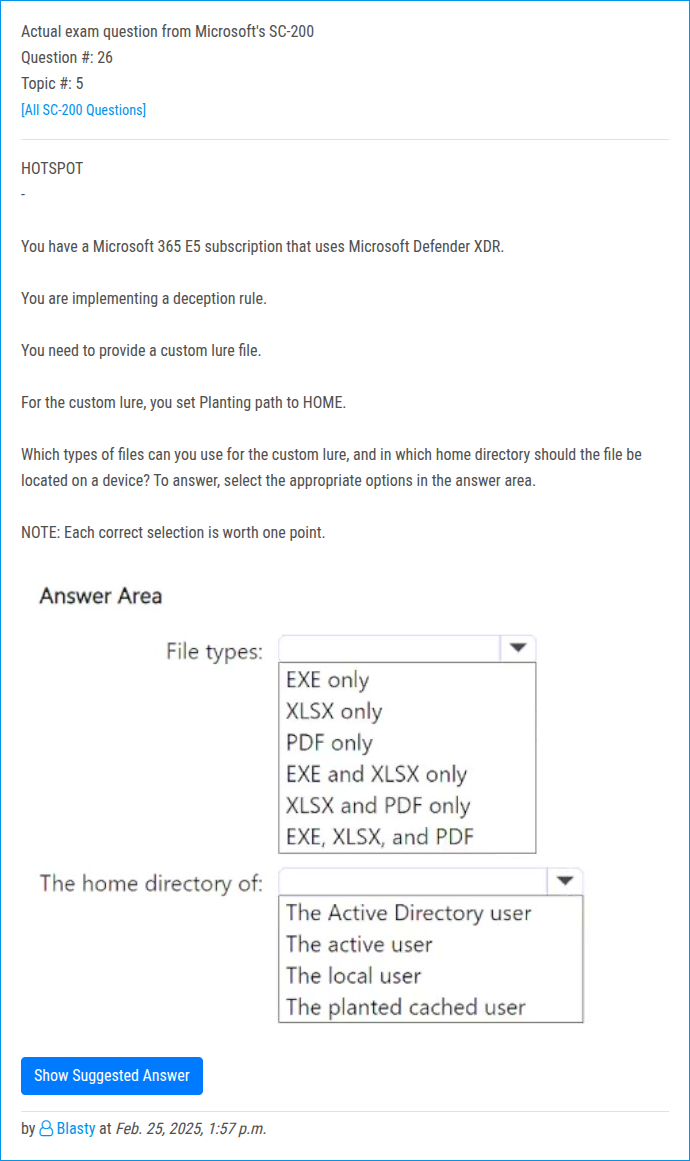 Actual exam question from Microsoft's SC-200
Question #: 26
Topic #: 5
[All SC-200 Questions]
HOTSPOT
-
You have a Microsoft 365 E5 subscription that uses Microsoft Defender XDR.
You are implementing a deception rule.
You need to provide a custom lure file.
For the custom lure, you set Planting path to HOME.
Which types of files can you use for the custom lure, and in which home directory should the file be
located on a device? To answer, select the appropriate options in the answer area.
NOTE: Each correct selection is worth one point.
Answer Area
File types:
EXE only
XLSX only
PDF only
EXE and XLSX only
XLSX and PDF only
EXE, XLSX, and PDF
The home directory of:
The Active Directory user
The active user
The local user
The planted cached user
Show Suggested Answer
by Blasty at Feb. 25, 2025, 1:57 p.m.